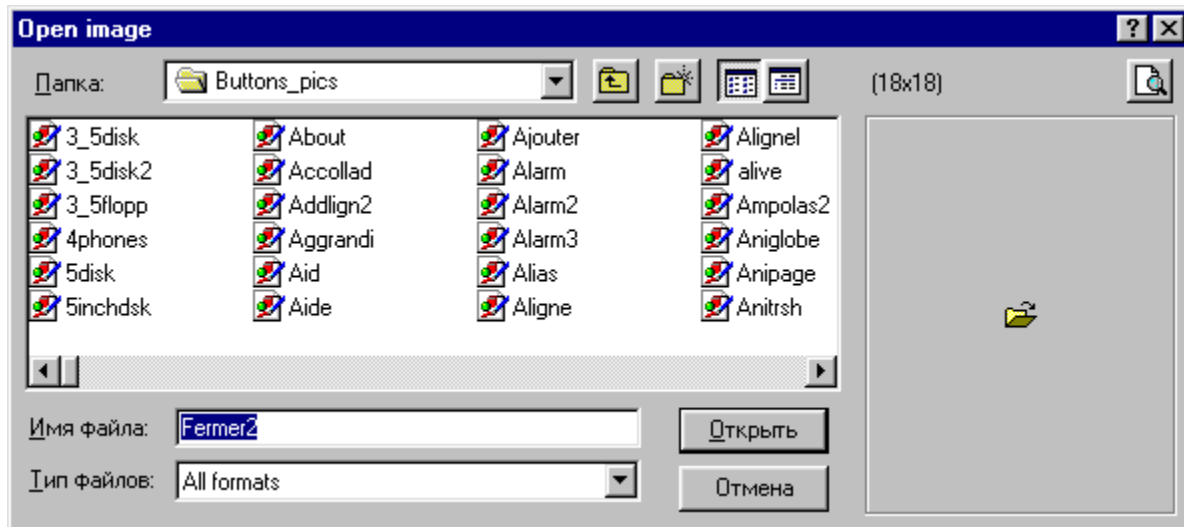 Open image
Папка: Buttons_pics (18x18)
3_5disk About Ajouter Alignel
3_5disk2 Accollad Alarm alive
3_5flopp Addlign2 Alarm2 Ampolas2
4phones Aggrandi Alarm3 Aniglobe
5disk Aid Alias Anipage
5inchdsk Aide Aligne Anitrsh
Имя файла: Fermer2 Открыть
Тип файлов: All formats Отмена